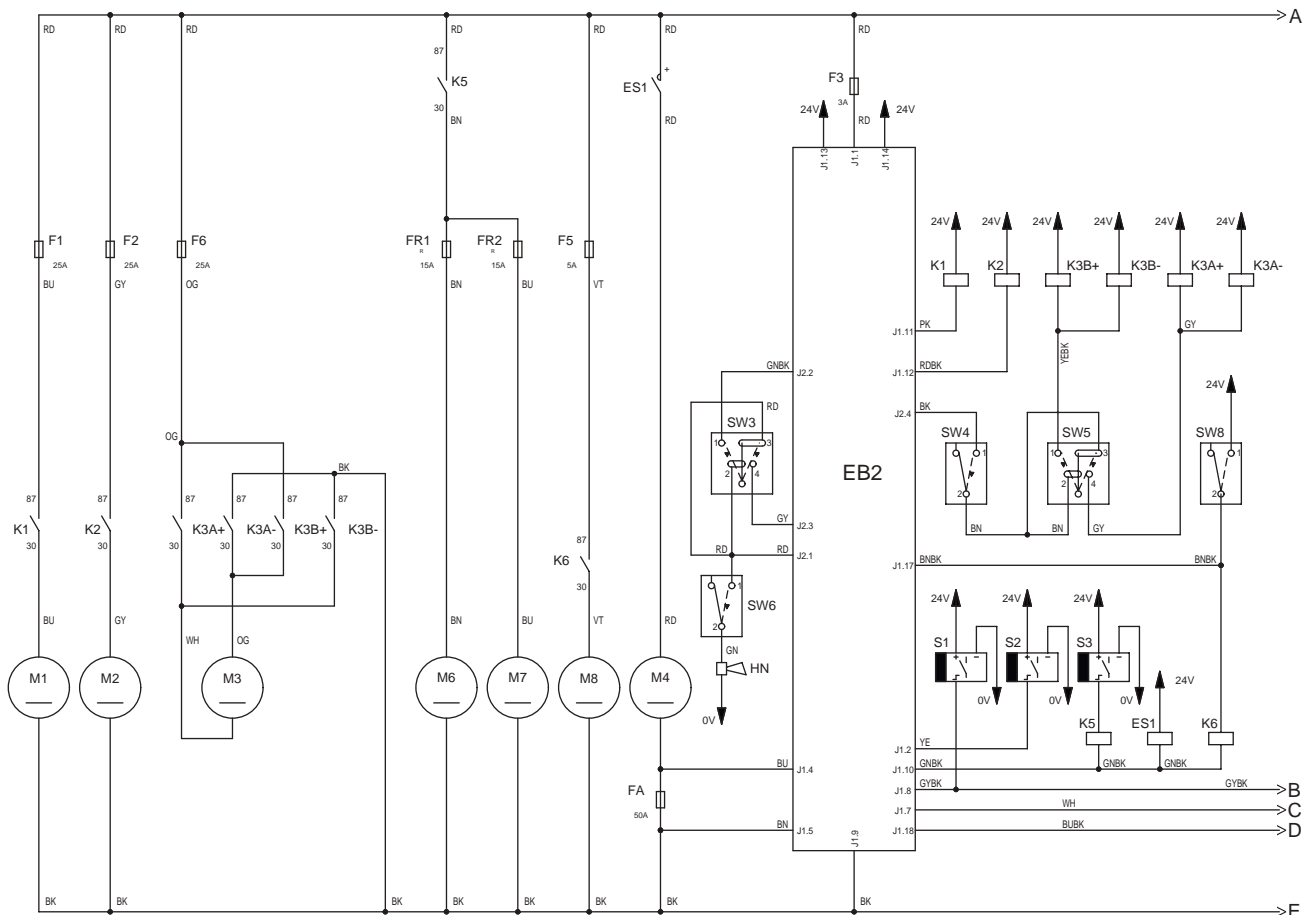 A
RD RD RD RD RD RD RD RD
87 K5 ES1 + F3
30 3A
BN RD 24V RD 24V
J1.13 J1.1 J1.14
24V 24V 24V 24V 24V 24V
F1 F2 F6 FR1 FR2 F5
R R
25A 25A 25A 15A 15A 5A
K1 K2 K3B+ K3B- K3A+ K3A-
BU GY OG BN BU VT
J1.11 PK GY
YEBK
GNBK J2.2 J1.12 RDBK
24V
RD J2.4 BK
SW3 SW4 SW5 SW8
OG
1 3 1 1 3 1
BK
2 4 2 4
EB2
87 87 87 87 87 2 2
K1 K2 K3A+ K3A- K3B+ K3B-
GY J2.3 BN BN GY
30 30 30 30 30 30
87
RD RD J2.1
K6 J1.17 BNBK BNBK
30
1
24V 24V 24V
SW6
BU GY BN BU VT RD 2
WH OG GN
S1 S2 S3
+ - + - + -
M1 M2 M3 M6 M7 M8 M4 HN
24V
0V 0V 0V
0V K5 ES1 K6
J1.2 YE
BU J1.4 J1.10 GNBK GNBK GNBK
FA J1.8 GYBK GYBK B
50A J1.7 WH C
BN J1.5 J1.18 BUBK D
J1.9
BK BK BK BK BK BK BK BK E